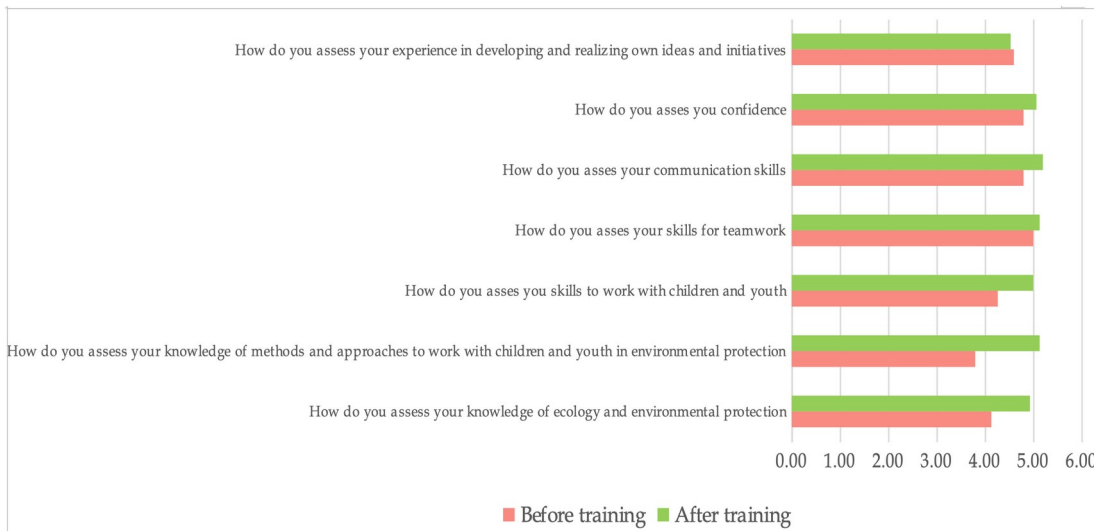 How do you assess your experience in developing and realizing own ideas and initiatives
How do you asses you confidence
How do you asses your communication skills
How do you asses your skills for teamwork
How do you asses you skills to work with children and youth
How do you assess your knowledge of methods and approaches to work with children and youth in environmental protection
How do you assess your knowledge of ecology and environmental protection
0.00 1.00 2.00 3.00 4.00 5.00 6.00
Before training After training